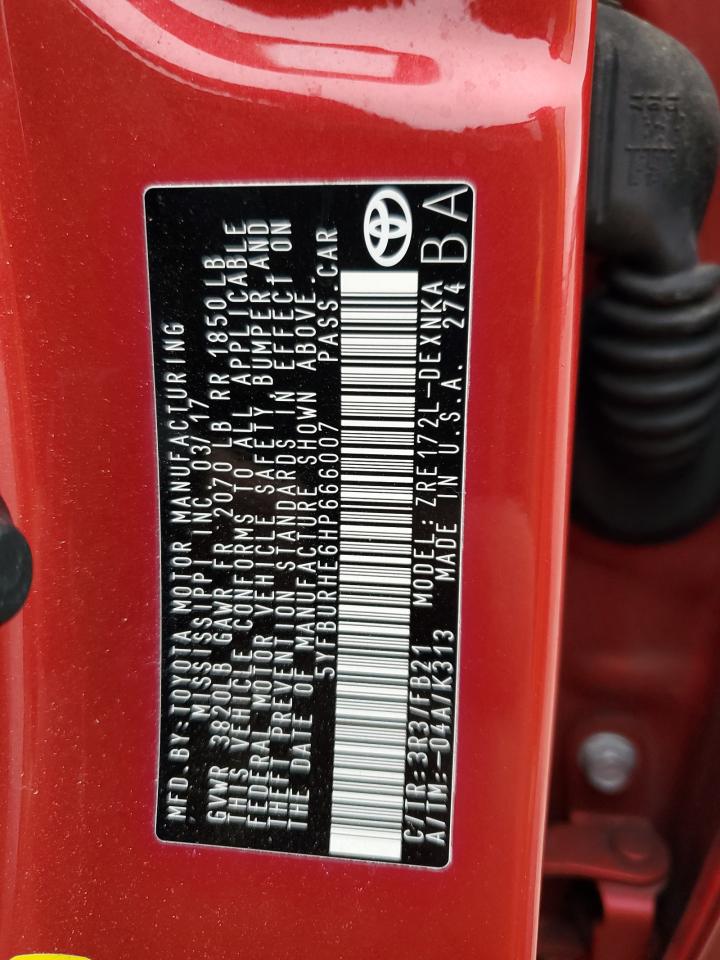 MFD.BY TOYOTA MOTOR MANUFACTURING
MISSISSIPPI INC. 03/17
GVWR 3820LB GAWR FR 2070LB RR 1850LB
THIS VEHICLE CONFORMS TO ALL APPLICABLE
FEDERAL MOTOR VEHICLE SAFETY, BUMPER, AND
THEFT PREVENTION STANDARDS IN EFFECT ON
THE DATE OF MANUFACTURE SHOWN ABOVE.
5YFBURHE6HP666007 PASS.CAR
C/TR:3R3/FB21 MODEL:ZRE172L-DEXNKA
A/TM:-04A/K313 MADE IN U.S.A. 274
BA